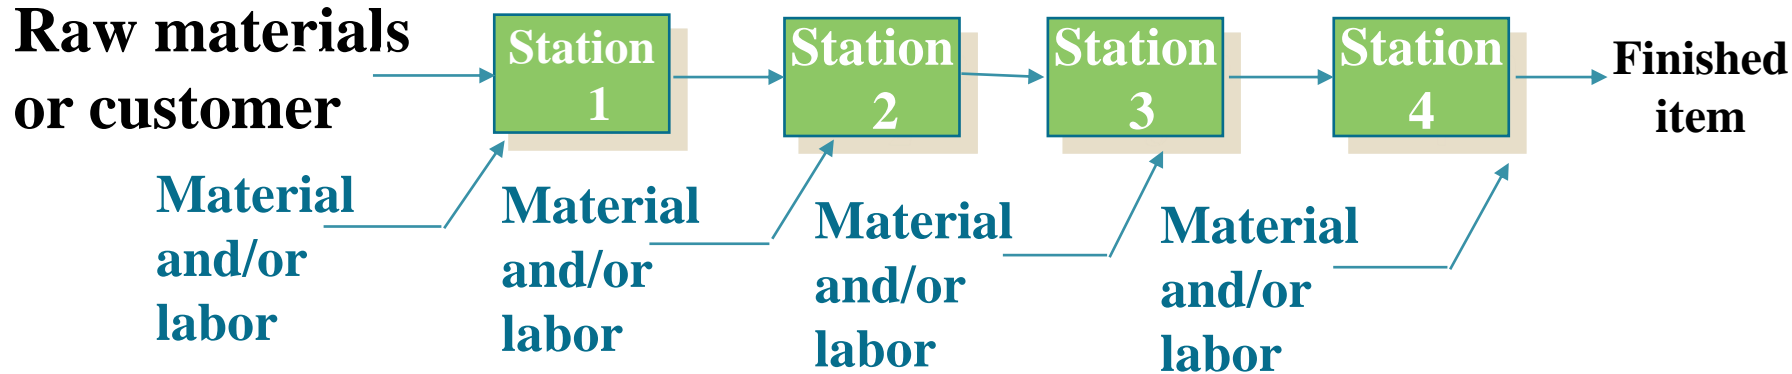 Raw materials
or customer
Station
1
Station
2
Station
3
Station
4
Finished
item
Material
and/or
labor
Material
and/or
labor
Material
and/or
labor
Material
and/or
labor